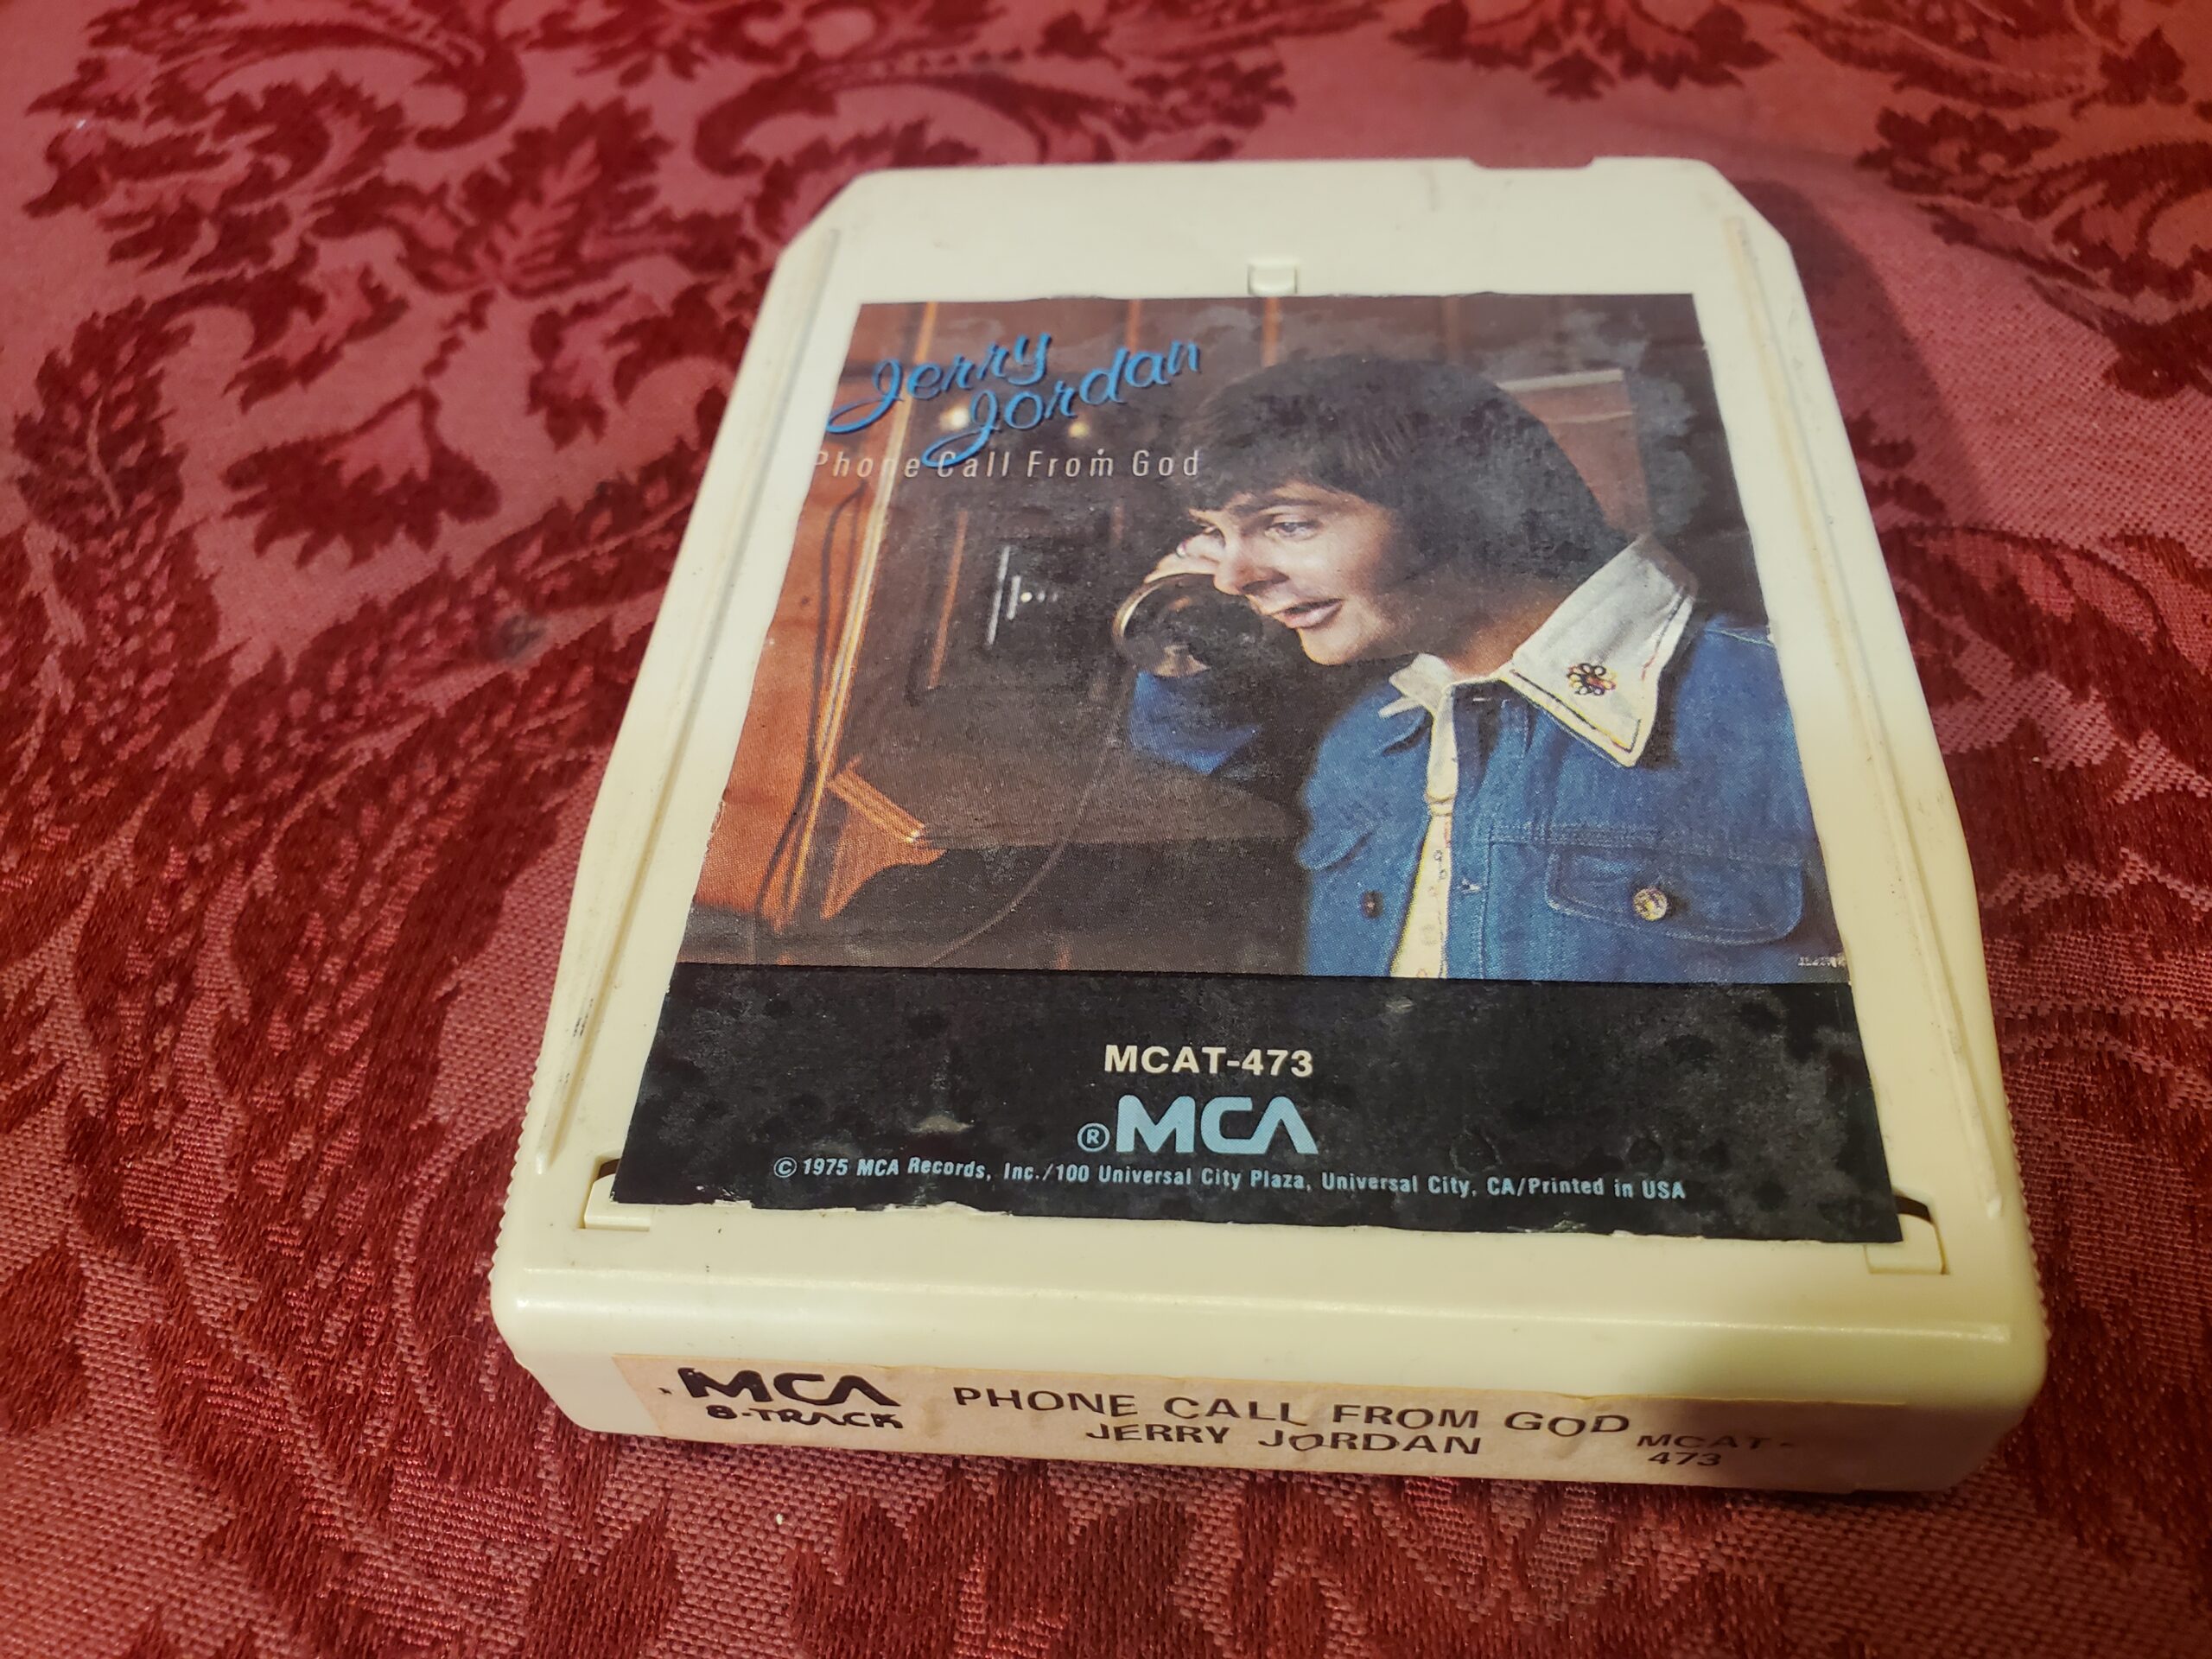 Jerry
Jordan
Phone Call From God
MCAT-473
®MCA
© 1975 MCA Records, Inc./100 Universal City Plaza, Universal City, CA/Printed in USA
MCA PHONE CALL FROM GOD
8-TRACK JERRY JORDAN
MCAT-
473